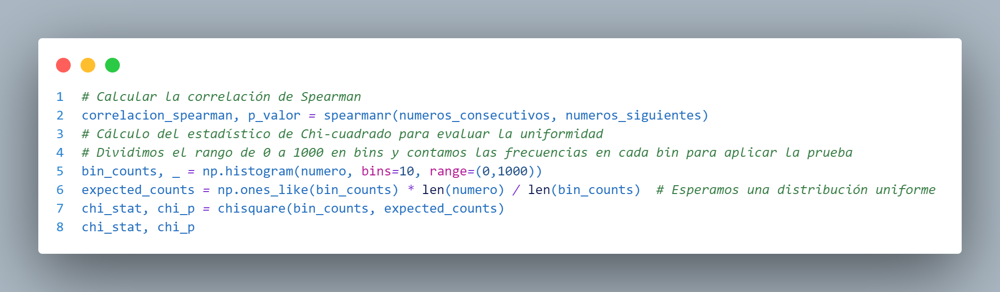 1 # Calcular la correlación de Spearman
2 correlacion_spearman, p_valor = spearmanr(numeros_consecutivos, numeros_siguientes)
3 # Cálculo del estadístico de Chi-cuadrado para evaluar la uniformidad
4 # Dividimos el rango de 0 a 1000 en bins y contamos las frecuencias en cada bin para aplicar la prueba
5 bin_counts, _ = np.histogram(numero, bins=10, range=(0,1000))
6 expected_counts = np.ones_like(bin_counts) * len(numero) / len(bin_counts)  # Esperamos una distribución uniforme
7 chi_stat, chi_p = chisquare(bin_counts, expected_counts)
8 chi_stat, chi_p